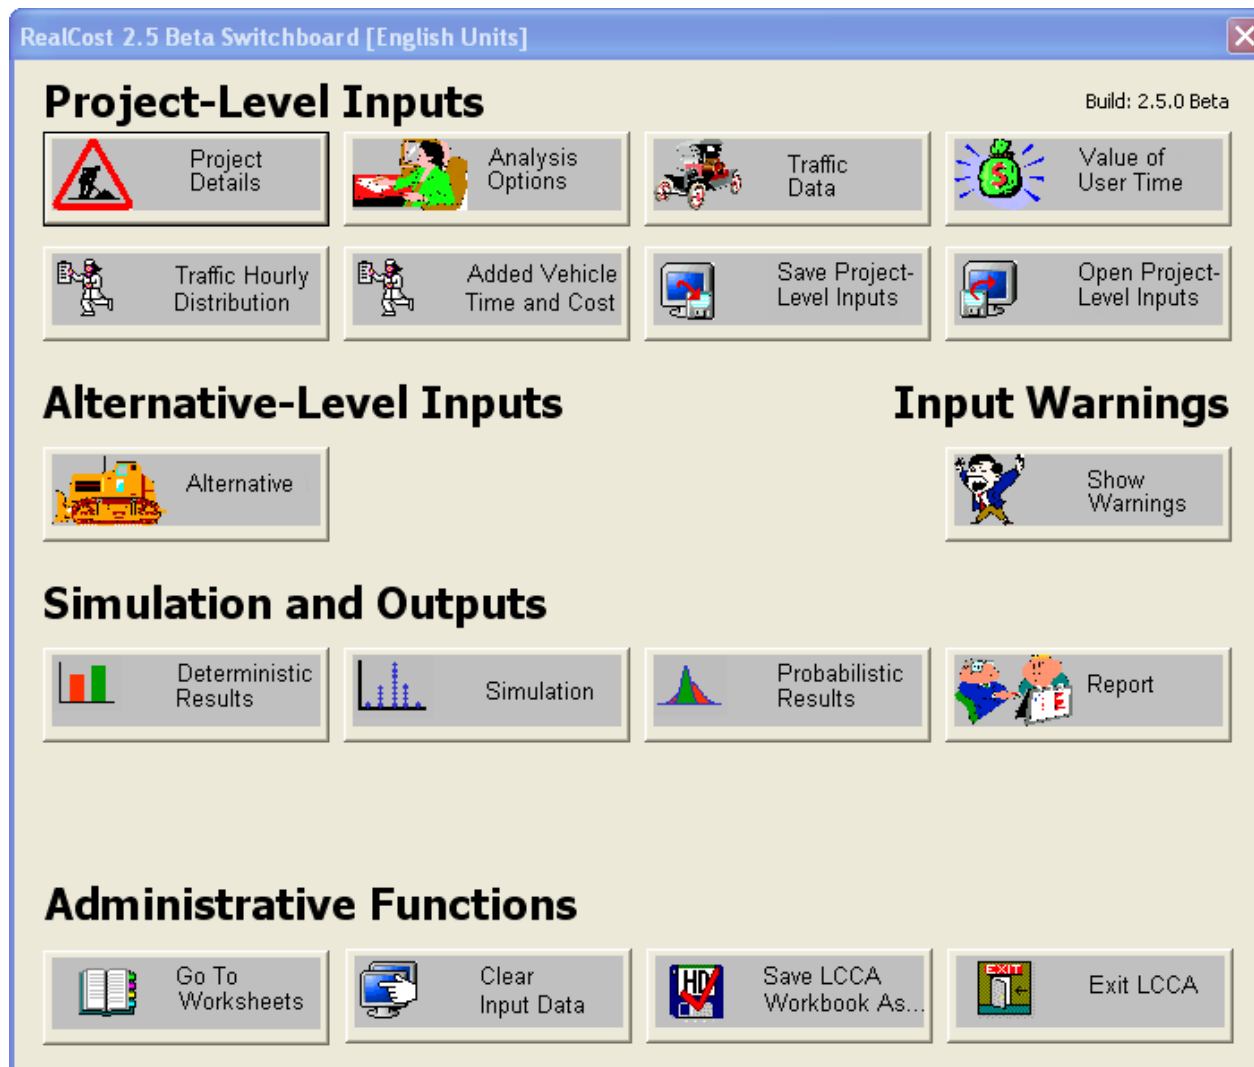 RealCost 2.5 Beta Switchboard [English Units]
Project-Level Inputs
Build: 2.5.0 Beta
Project
Details
Analysis
Options
Traffic
Data
Value of
User Time
Traffic Hourly
Distribution
Added Vehicle
Time and Cost
Save Project-
Level Inputs
Open Project-
Level Inputs
Alternative-Level Inputs
Input Warnings
Alternative
Show
Warnings
Simulation and Outputs
Deterministic
Results
Simulation
Probabilistic
Results
Report
Administrative Functions
Go To
Worksheets
Clear
Input Data
HD
Save LCCA
Workbook As...
EXIT
Exit LCCA